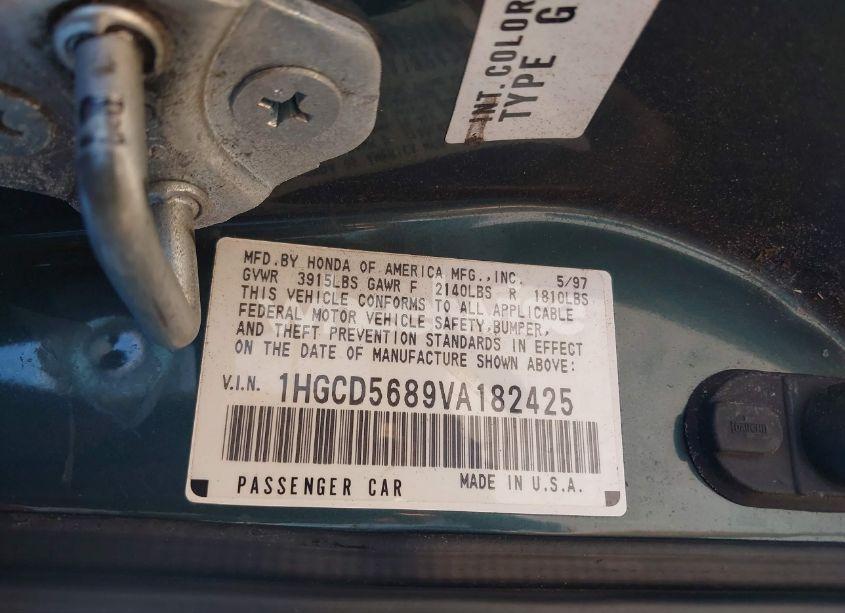 INT.COLOR
TYPE G
MFD.BY HONDA OF AMERICA MFG.,INC. 5/97
GVWR 3915LBS GAWR F 2140LBS R 1810LBS
THIS VEHICLE CONFORMS TO ALL APPLICABLE
FEDERAL MOTOR VEHICLE SAFETY,BUMPER,
AND THEFT PREVENTION STANDARDS IN EFFECT
ON THE DATE OF MANUFACTURE SHOWN ABOVE:
V.I.N. 1HGCD5689VA182425
PASSENGER CAR MADE IN U.S.A.